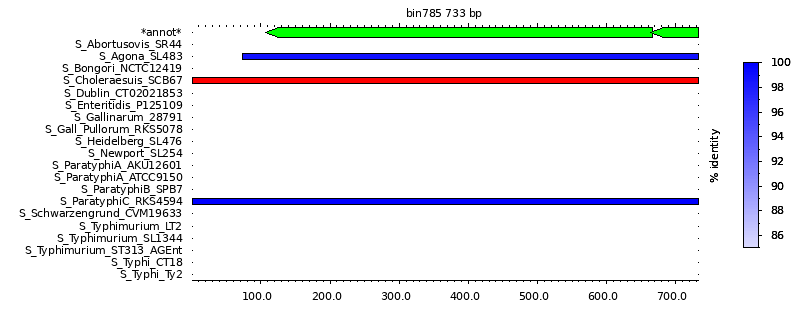 bin785 733 bp
*annot*
S_Abortusovis_SR44
S_Agona_SL483
S_Bongori_NCTC12419
S_Choleraesuis_SCB67
S_Dublin_CT02021853
S_Enteritidis_P125109
S_Gallinarum_28791
S_Gall_Pullorum_RKS5078
S_Heidelberg_SL476
S_Newport_SL254
S_ParatyphiA_AKU12601
S_ParatyphiA_ATCC9150
S_ParatyphiB_SPB7
S_ParatyphiC_RKS4594
S_Schwarzengrund_CVM19633
S_Typhimurium_LT2
S_Typhimurium_SL1344
S_Typhimurium_ST313_AGEnt
S_Typhi_CT18
S_Typhi_Ty2
100.0 200.0 300.0 400.0 500.0 600.0 700.0
% identity
100
98
96
94
92
90
88
86